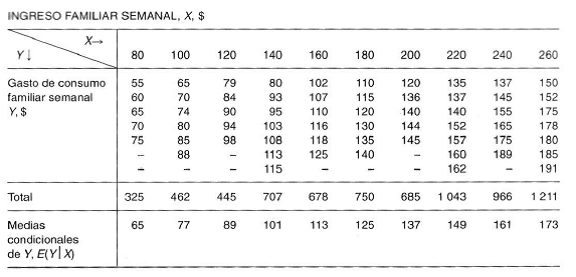 INGRESO FAMILIAR SEMANAL, X, $
X→
Y↓ 80 100 120 140 160 180 200 220 240 260
Gasto de consumo 55 65 79 80 102 110 120 135 137 150
familiar semanal 60 70 84 93 107 115 136 137 145 152
Y, $ 65 74 90 95 110 120 140 140 155 175
70 80 94 103 116 130 144 152 165 178
75 85 98 108 118 135 145 157 175 180
– 88 – 113 125 140 – 160 189 185
– – – 115 – – – 162 – 191
Total 325 462 445 707 678 750 685 1 043 966 1 211
Medias 65 77 89 101 113 125 137 149 161 173
condicionales
de Y, E(Y|X)